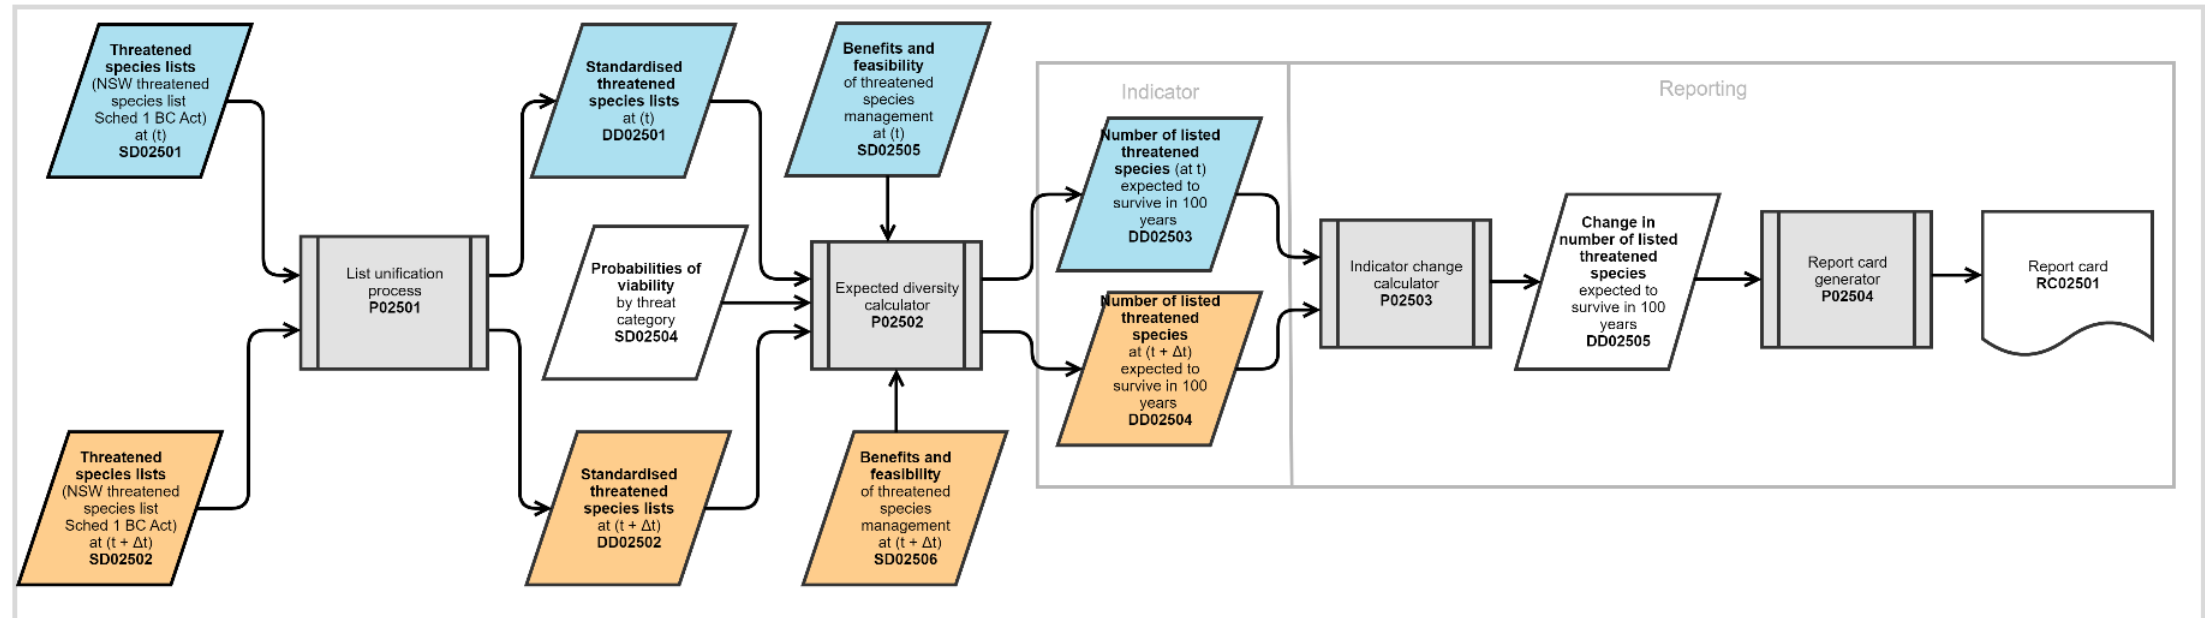 Threatened
species lists
(NSW threatened
species list
Sched 1 BC Act)
at (t)
SD02501
Threatened
species lists
(NSW threatened
species list
Sched 1 BC Act)
at (t + Δt)
SD02502
List unification
process
P02501
Standardised
threatened
species lists
at (t)
DD02501
Probabilities of
viability
by threat
category
SD02504
Standardised
threatened
species lists
at (t + Δt)
DD02502
Benefits and
feasibility
of threatened
species
management
at (t)
SD02505
Expected diversity
calculator
P02502
Benefits and
feasibility
of threatened
species
management
at (t + Δt)
SD02506
Indicator
Number of listed
threatened
species (at t)
expected to
survive in 100
years
DD02503
Number of listed
threatened
species
at (t + Δt)
expected to
survive in 100
years
DD02504
Reporting
Indicator change
calculator
P02503
Change in
number of listed
threatened
species
expected to
survive in 100
years
DD02505
Report card
generator
P02504
Report card
RC02501